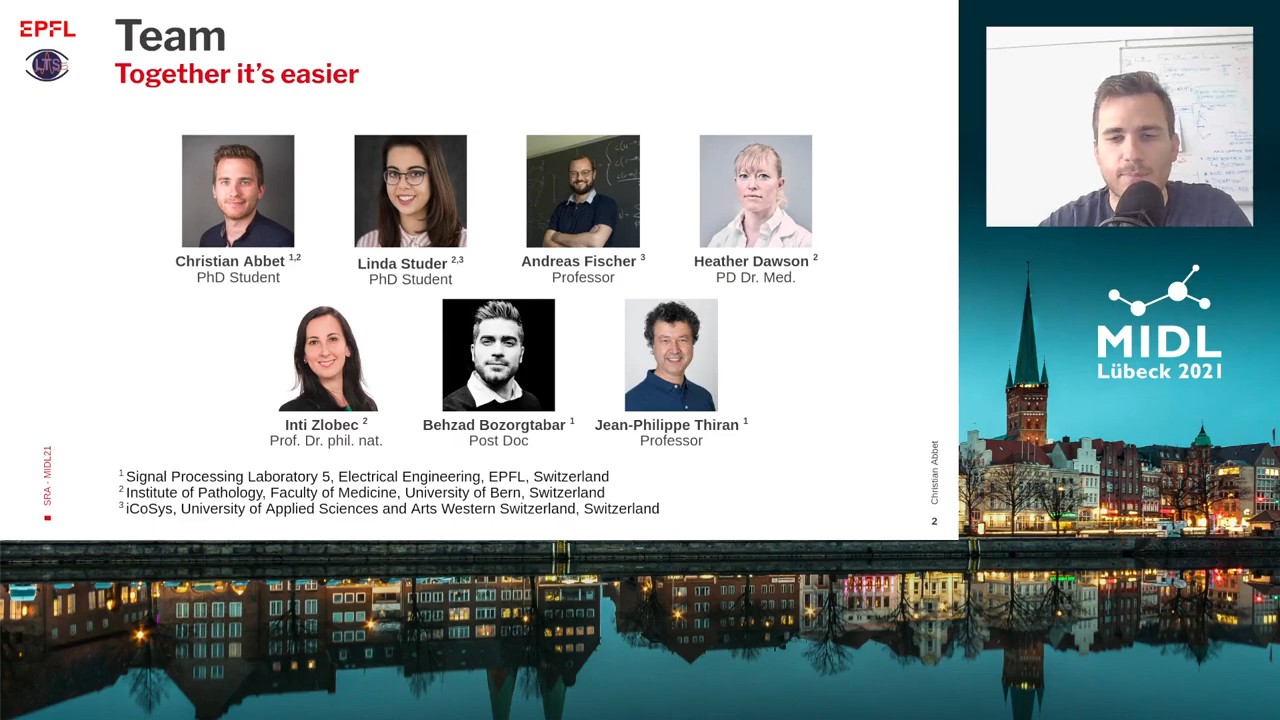 EPFL
LTS5
Team
Together it's easier
Christian Abbet 1,2
PhD Student
Linda Studer 2,3
PhD Student
Andreas Fischer 3
Professor
Heather Dawson 2
PD Dr. Med.
Inti Zlobec 2
Prof. Dr. phil. nat.
Behzad Bozorgtabar 1
Post Doc
Jean-Philippe Thiran 1
Professor
1 Signal Processing Laboratory 5, Electrical Engineering, EPFL, Switzerland
2 Institute of Pathology, Faculty of Medicine, University of Bern, Switzerland
3 iCoSys, University of Applied Sciences and Arts Western Switzerland, Switzerland
SRA - MIDL21
Christian Abbet
2
MIDL
Lübeck 2021